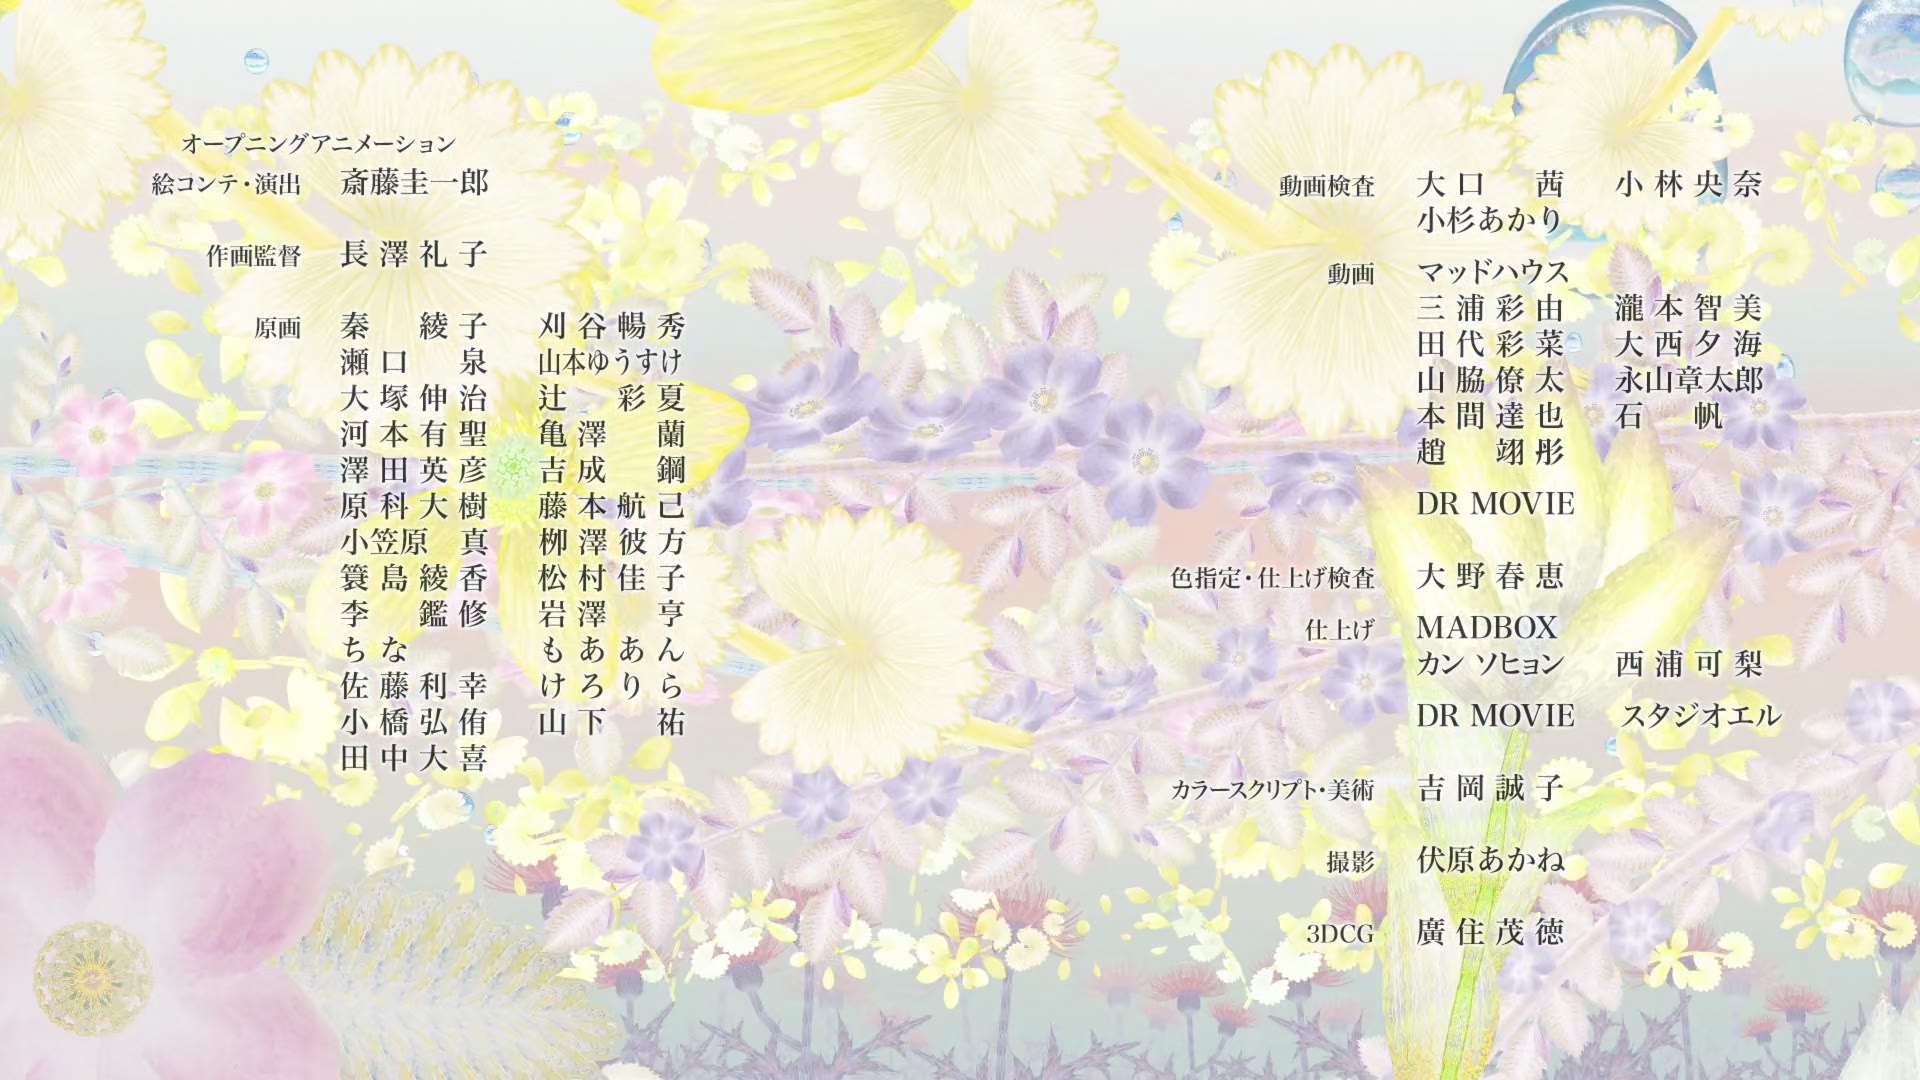 オープニングアニメーション
絵コンテ・演出 斎藤圭一郎
作画監督 長澤礼子
原画 秦綾子 刈谷暢秀
瀬口泉 山本ゆうすけ
大塚伸治 辻彩夏
河本有聖 亀澤蘭
澤田英彦 吉成鋼
原科大樹 藤本航己
小笠原真 栁澤彼方
簑島綾香 松村佳子
李鑑修 岩澤亨
ちな もああん
佐藤利幸 けろりら
小橋弘侑 山下祐
田中大喜
動画検査 大口茜 小林央奈
小杉あかり
動画 マッドハウス
三浦彩由 瀧本智美
田代彩菜 大西夕海
山脇僚太 永山章太郎
本間達也 石帆
趙翊彤
DR MOVIE
色指定・仕上げ検査 大野春恵
仕上げ MADBOX
カン ソヒョン 西浦可梨
DR MOVIE スタジオエル
カラースクリプト・美術 吉岡誠子
撮影 伏原あかね
3DCG 廣住茂徳